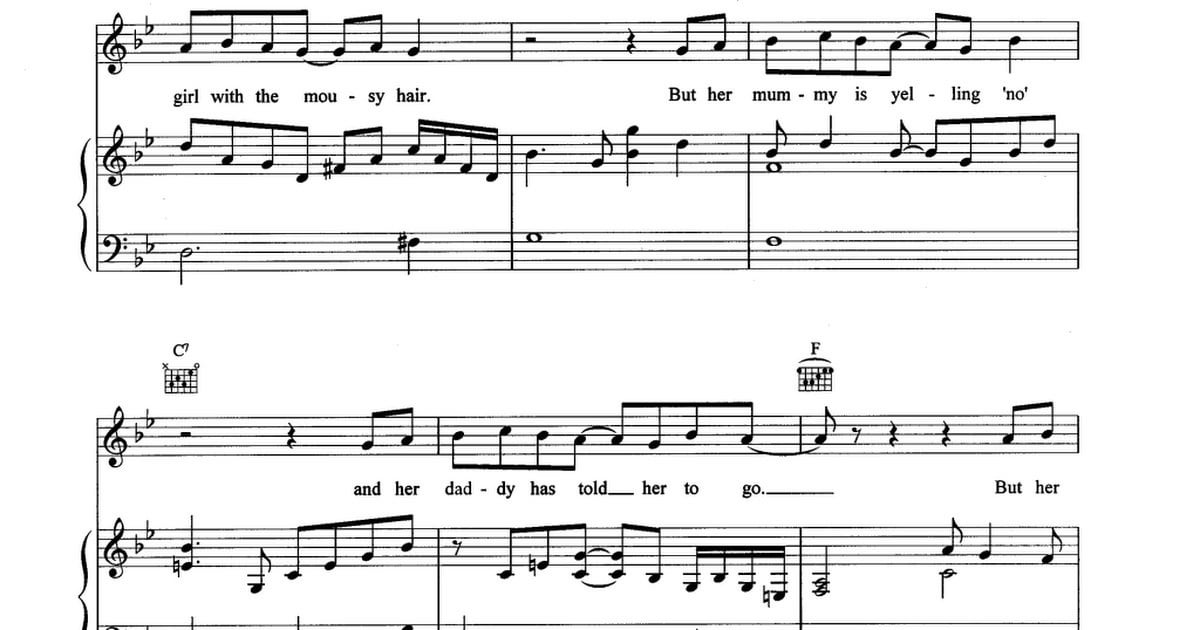 girl with the mou - sy hair. But her mum - my is yel - ling 'no'
C7
F
and her dad - dy has told her to go. But her